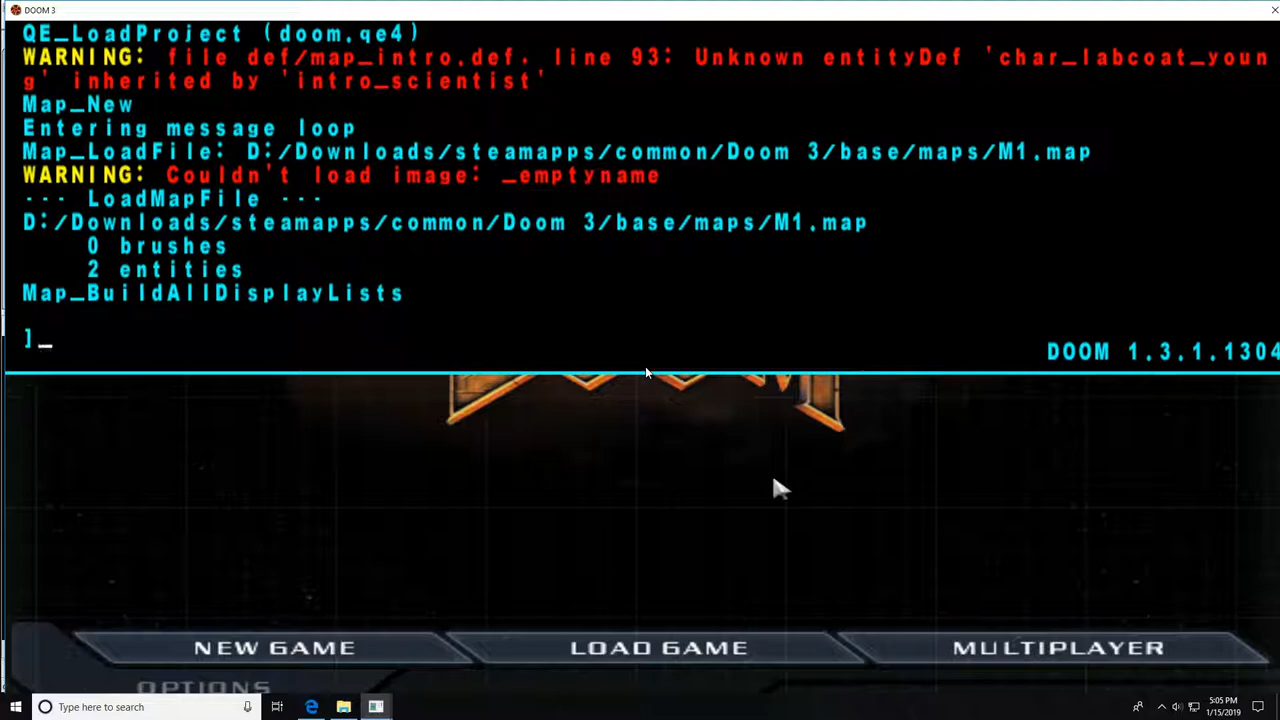 DOOM 3
QE_LoadProject (doom.qe4)
WARNING: file def/map_intro.def, line 93: Unknown entityDef 'char_labcoat_youn
g' inherited by 'intro_scientist'
Map_New
Entering message loop
Map_LoadFile: D:/Downloads/steamapps/common/Doom 3/base/maps/M1.map
WARNING: Couldn't load image: _emptyname
--- LoadMapFile ---
D:/Downloads/steamapps/common/Doom 3/base/maps/M1.map
0 brushes
2 entities
Map_BuildAllDisplayLists
]_
DOOM 1.3.1.1304
NEW GAME
LOAD GAME
MULTIPLAYER
OPTIONS
Type here to search
5:05 PM
1/15/2019